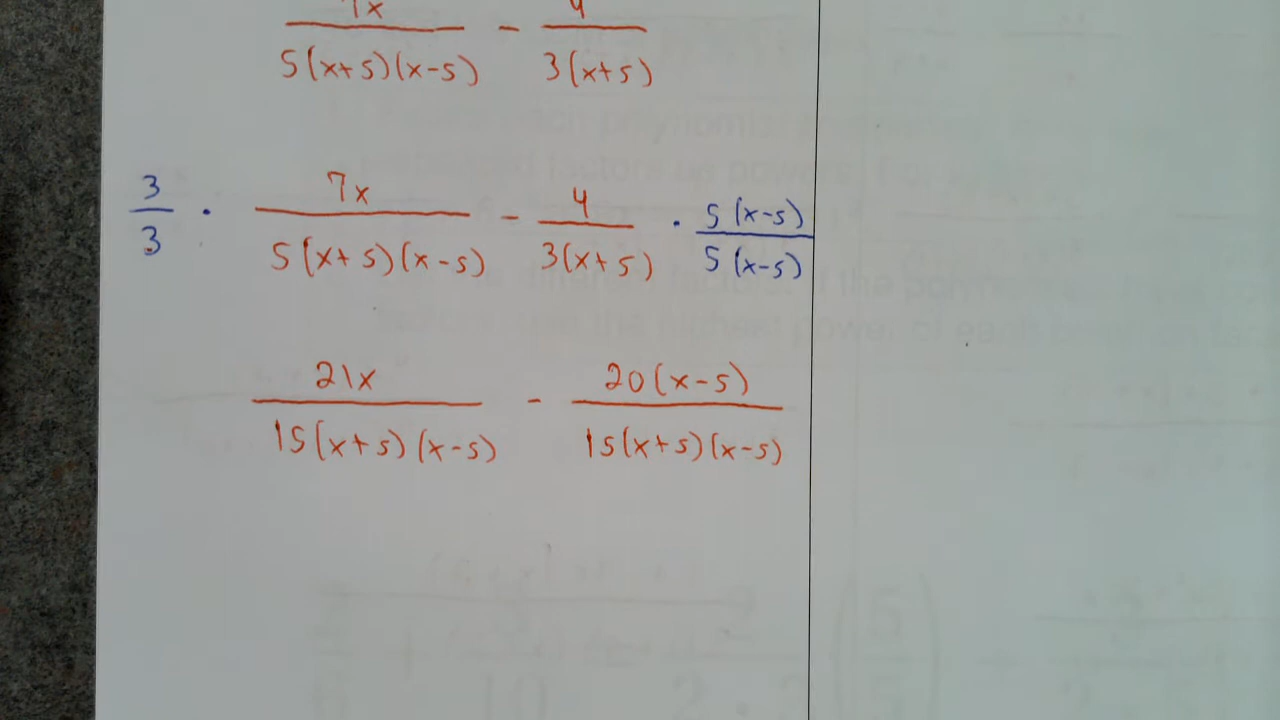 7x / 5(x+5)(x-5) - 4 / 3(x+5)
3/3 · 7x / 5(x+5)(x-5) - 4 / 3(x+5) · 5(x-5) / 5(x-5)
21x / 15(x+5)(x-5) - 20(x-5) / 15(x+5)(x-5)